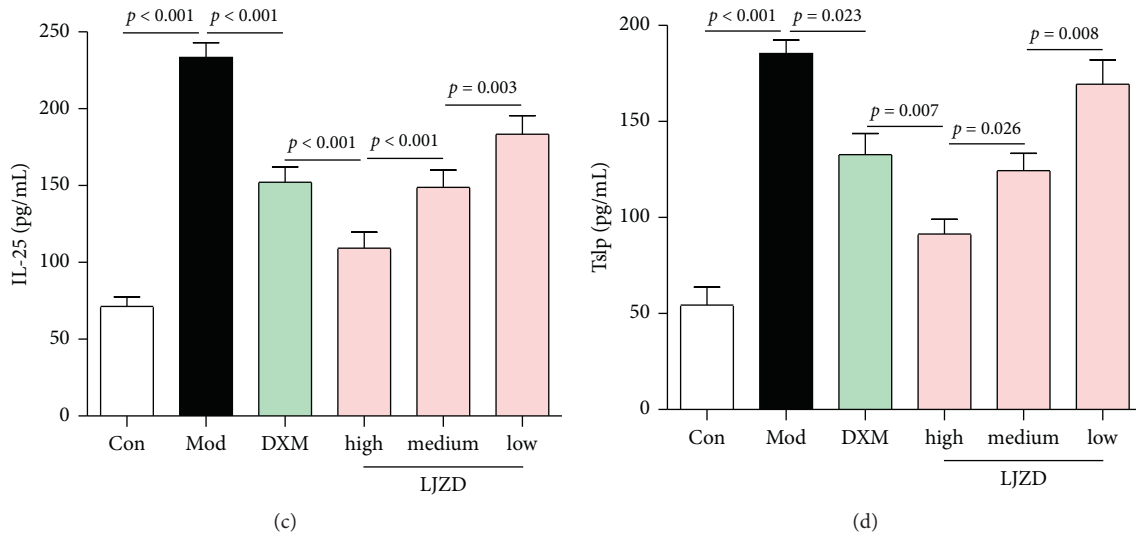 p < 0.001 p < 0.001
p = 0.003
p < 0.001 p < 0.001
IL-25 (pg/mL)
250
200
150
100
50
0
Con Mod DXM high medium low
LJZD
(c)
p < 0.001 p = 0.023
p = 0.008
p = 0.007
p = 0.026
Tslp (pg/mL)
200
150
100
50
0
Con Mod DXM high medium low
LJZD
(d)